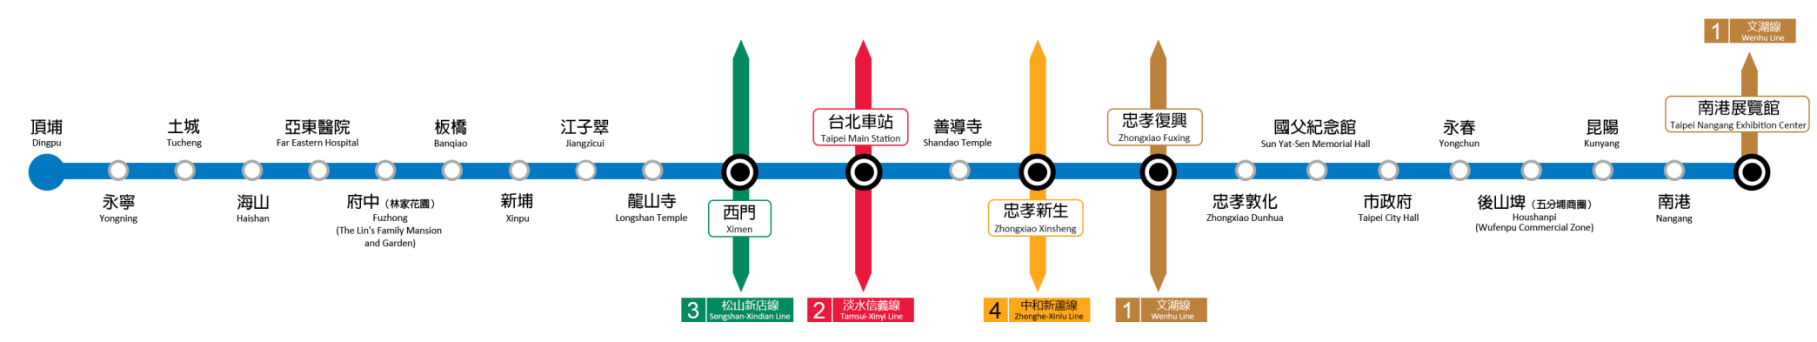 頂埔
Dingpu
永寧
Yongning
土城
Tucheng
海山
Haishan
亞東醫院
Far Eastern Hospital
府中（林家花園）
Fuzhong
(The Lin's Family Mansion
and Garden)
板橋
Banqiao
新埔
Xinpu
江子翠
Jiangzicui
龍山寺
Longshan Temple
西門
Ximen
3 松山新店線
Songshan-Xindian Line
台北車站
Taipei Main Station
2 淡水信義線
Tamsui-Xinyi Line
善導寺
Shandao Temple
忠孝新生
Zhongxiao Xinsheng
4 中和新蘆線
Zhonghe-Xinlu Line
忠孝復興
Zhongxiao Fuxing
1 文湖線
Wenhu Line
忠孝敦化
Zhongxiao Dunhua
國父紀念館
Sun Yat-Sen Memorial Hall
市政府
Taipei City Hall
永春
Yongchun
後山埤（五分埔商圈）
Houshanpi
(Wufenpu Commercial Zone)
昆陽
Kunyang
南港
Nangang
1 文湖線
Wenhu Line
南港展覽館
Taipei Nangang Exhibition Center